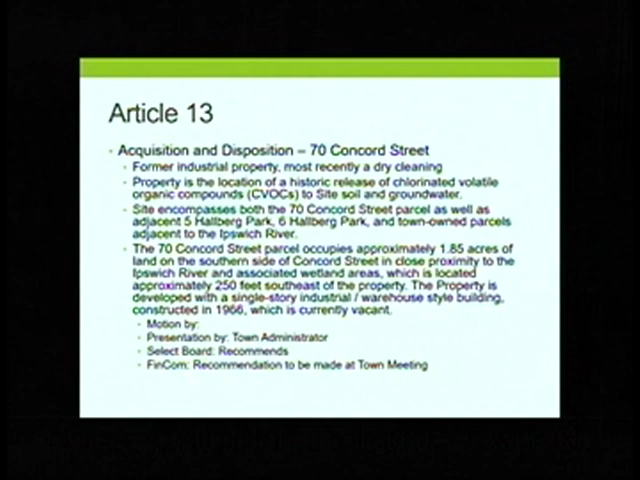 Article 13
Acquisition and Disposition – 70 Concord Street
Former industrial property, most recently a dry cleaning
Property is the location of a historic release of chlorinated volatile
organic compounds (CVOCs) to Site soil and groundwater.
Site encompasses both the 70 Concord Street parcel as well as
adjacent 5 Hallberg Park, 6 Hallberg Park, and town-owned parcels
adjacent to the Ipswich River.
The 70 Concord Street parcel occupies approximately 1.85 acres of
land on the southern side of Concord Street in close proximity to the
Ipswich River and associated wetland areas, which is located
approximately 250 feet southeast of the property. The Property is
developed with a single-story industrial / warehouse style building,
constructed in 1966, which is currently vacant.
Motion by:
Presentation by: Town Administrator
Select Board: Recommends
FinCom: Recommendation to be made at Town Meeting